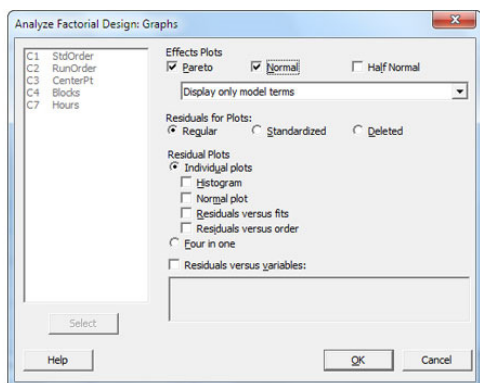 Analyze Factorial Design: Graphs
C1 StdOrder
C2 RunOrder
C3 CenterPt
C4 Blocks
C7 Hours
Effects Plots
Pareto Normal Half Normal
Display only model terms
Residuals for Plots:
Regular Standardized Deleted
Residual Plots
Individual plots
Histogram
Normal plot
Residuals versus fits
Residuals versus order
Four in one
Residuals versus variables:
Select
Help OK Cancel